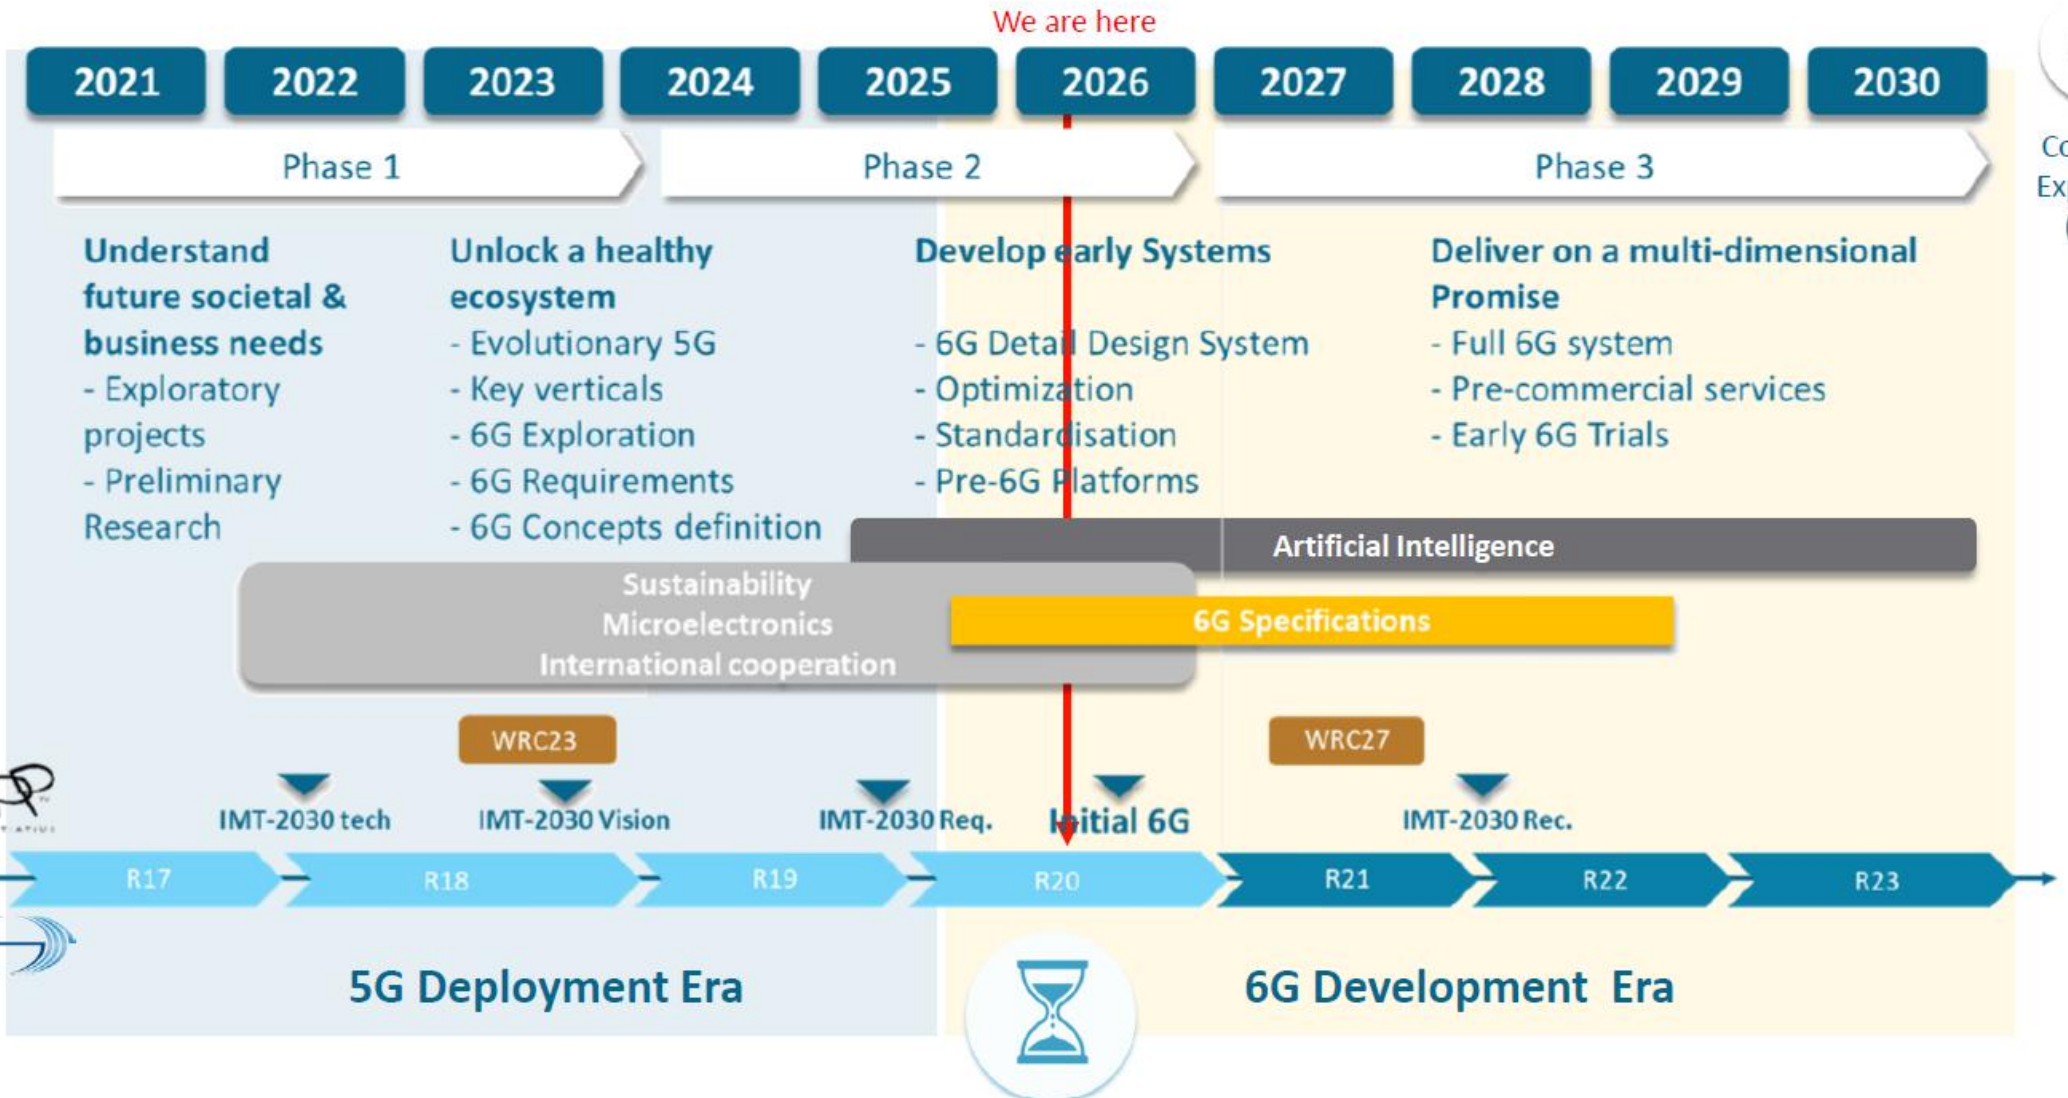 We are here
2021 2022 2023 2024 2025 2026 2027 2028 2029 2030
Phase 1
Phase 2
Phase 3
Understand
future societal &
business needs
- Exploratory
projects
- Preliminary
Research
Unlock a healthy
ecosystem
- Evolutionary 5G
- Key verticals
- 6G Exploration
- 6G Requirements
- 6G Concepts definition
Develop early Systems
- 6G Detail Design System
- Optimization
- Standardisation
- Pre-6G Platforms
Deliver on a multi-dimensional
Promise
- Full 6G system
- Pre-commercial services
- Early 6G Trials
Artificial Intelligence
Sustainability
Microelectronics
International cooperation
6G Specifications
WRC23
WRC27
IMT-2030 tech
IMT-2030 Vision
IMT-2030 Req.
Initial 6G
IMT-2030 Rec.
R17 R18 R19 R20 R21 R22 R23
5G Deployment Era
6G Development Era